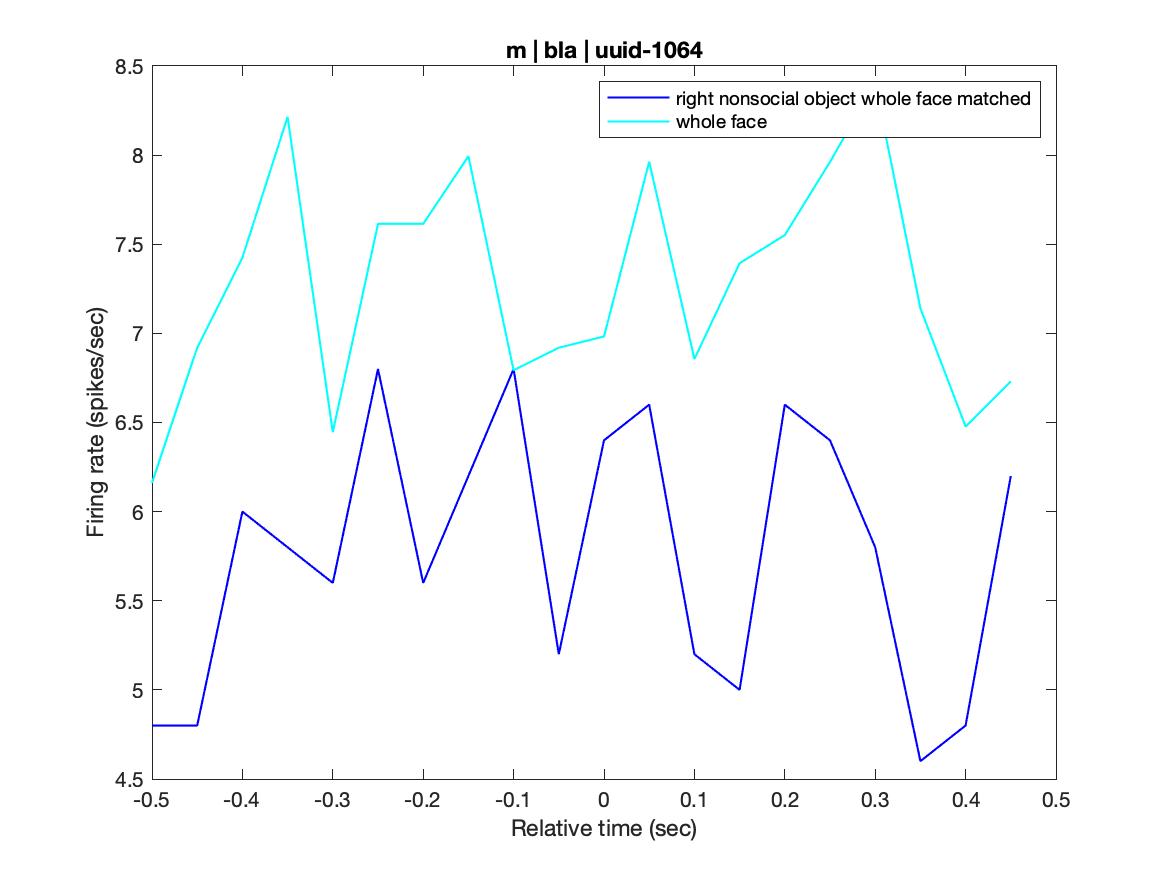 m | bla | uuid-1064
8.5
8
7.5
7
6.5
6
5.5
5
4.5
Firing rate (spikes/sec)
right nonsocial object whole face matched
whole face
-0.5 -0.4 -0.3 -0.2 -0.1 0 0.1 0.2 0.3 0.4 0.5
Relative time (sec)